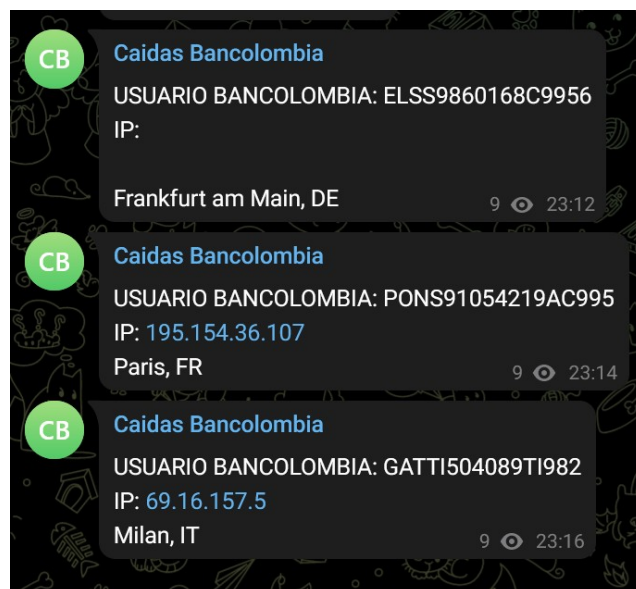 CB
Caidas Bancolombia
USUARIO BANCOLOMBIA: ELSS9860168C9956
IP:
Frankfurt am Main, DE
9 23:12
CB
Caidas Bancolombia
USUARIO BANCOLOMBIA: PONS91054219AC995
IP: 195.154.36.107
Paris, FR
9 23:14
CB
Caidas Bancolombia
USUARIO BANCOLOMBIA: GATTI504089TI982
IP: 69.16.157.5
Milan, IT
9 23:16